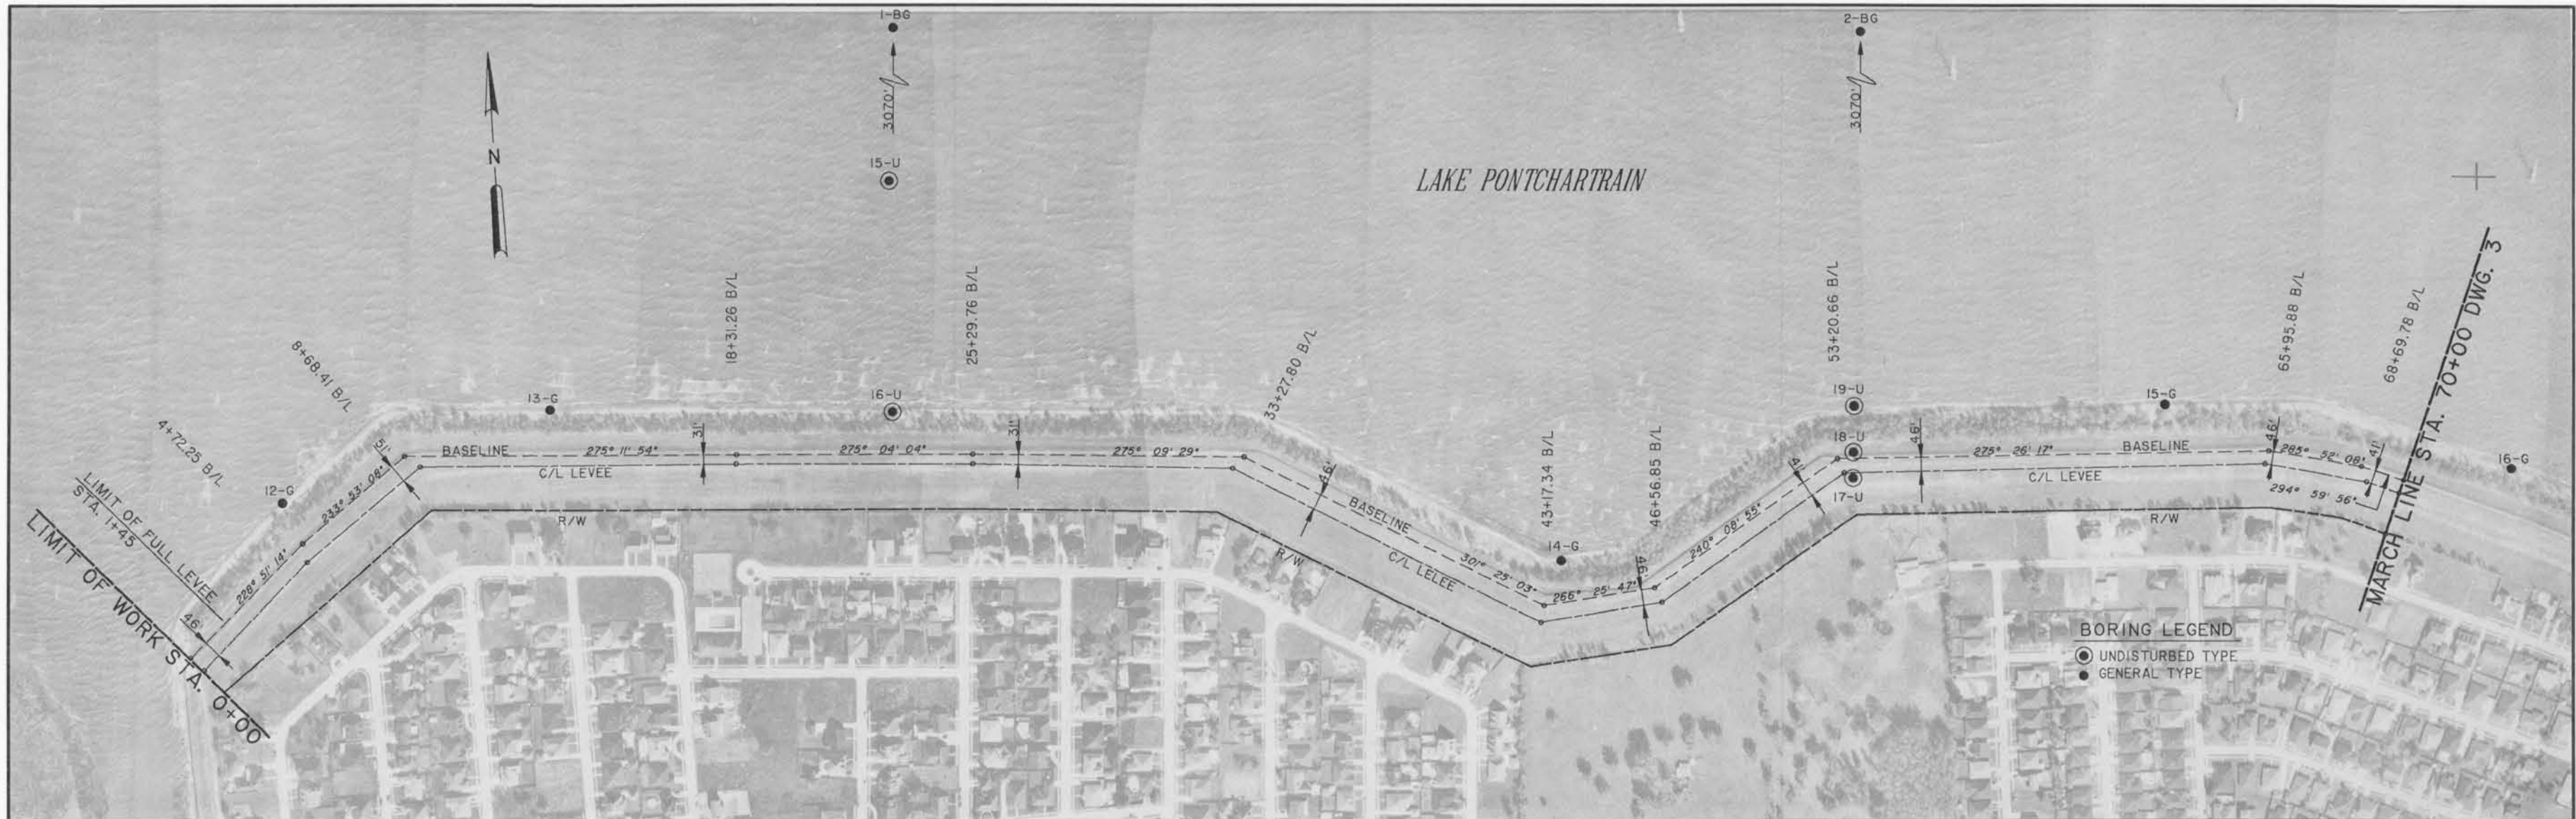 1-BG
2-BG
3070'
3070'
N
15-U
LAKE PONTCHARTRAIN
8+68.41 B/L
18+31.26 B/L
25+29.76 B/L
33+27.80 B/L
53+20.66 B/L
65+95.88 B/L
68+69.78 B/L
MARCH LINE STA. 70+00 DWG. 3
4+72.25 B/L
13-G
16-U
19-U
15-G
12-G
51'
BASELINE
275° 11' 54"
31'
275° 04' 04"
31'
275° 09' 29"
C/L LEVEE
46'
BASELINE
43+17.34 B/L
46+56.85 B/L
18-U
41'
17-U
46'
275° 26' 17"
BASELINE
46'
285° 52' 08"
41'
16-G
C/L LEVEE
294° 59' 56"
LIMIT OF FULL LEVEE
STA. 1+45
233° 53' 08"
228° 51' 14"
46'
LIMIT OF WORK STA. 0+00
R/W
R/W
C/L LELEE
301° 25' 03"
14-G
266° 25' 47"
46'
240° 08' 55"
R/W
BORING LEGEND
UNDISTURBED TYPE
GENERAL TYPE